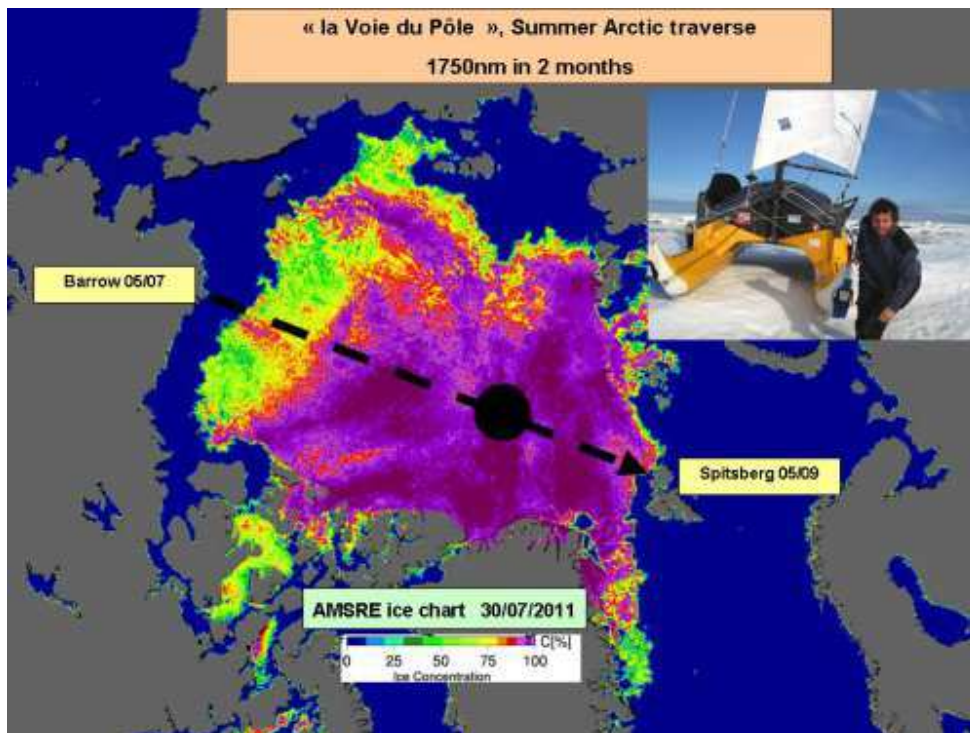 « la Voie du Pôle », Summer Arctic traverse
1750nm in 2 months
Barrow 05/07
Spitsberg 05/09
AMSRE ice chart 30/07/2011
C[%]
0 25 50 75 100
Ice Concentration